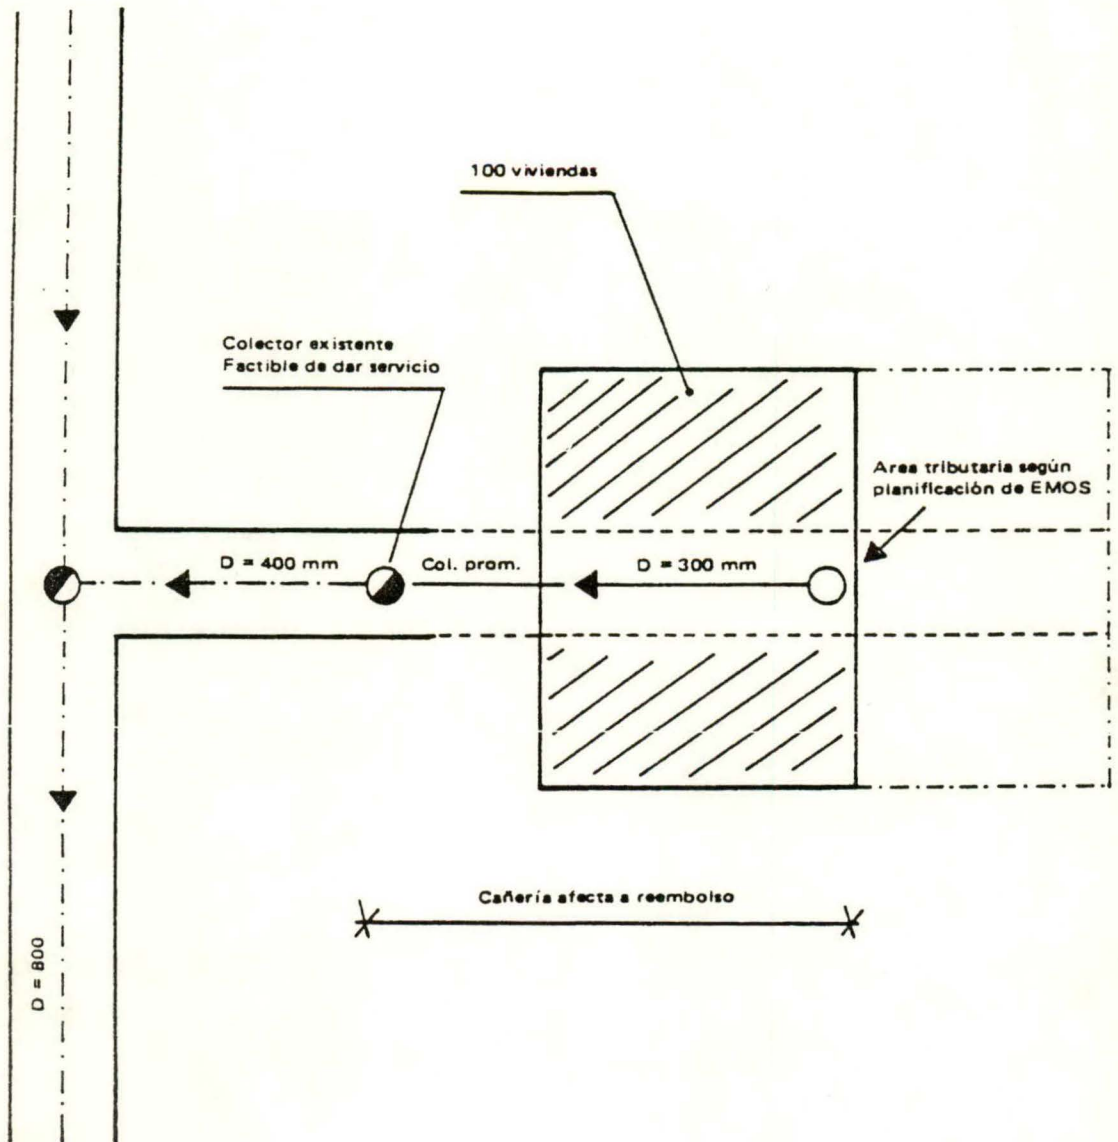 100 viviendas
Colector existente
Factible de dar servicio
Area tributaria según
planificación de EMOS
D = 400 mm
Col. prom.
D = 300 mm
Cañería afecta a reembolso
D = 800